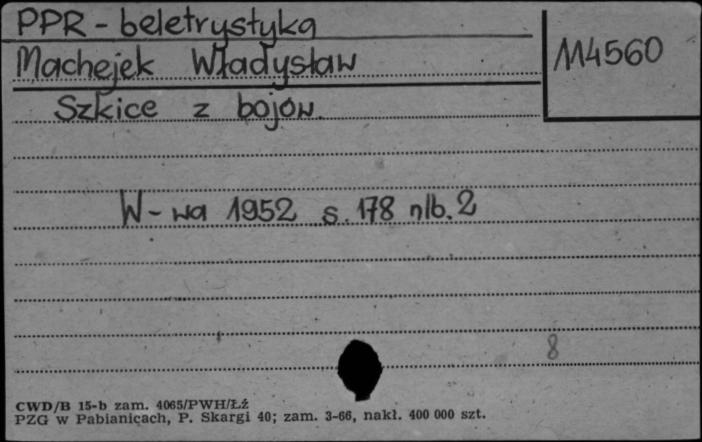 PPR - beletrystyka
Machejek Władysław
M4560
Szkice z bojów.
W-wa 1952 s. 178 nlb. 2
8
CWD/B 15-b zam. 4065/PWH/Łź
PZG w Pabianicach, P. Skargi 40; zam. 3-66, nakł. 400 000 szt.